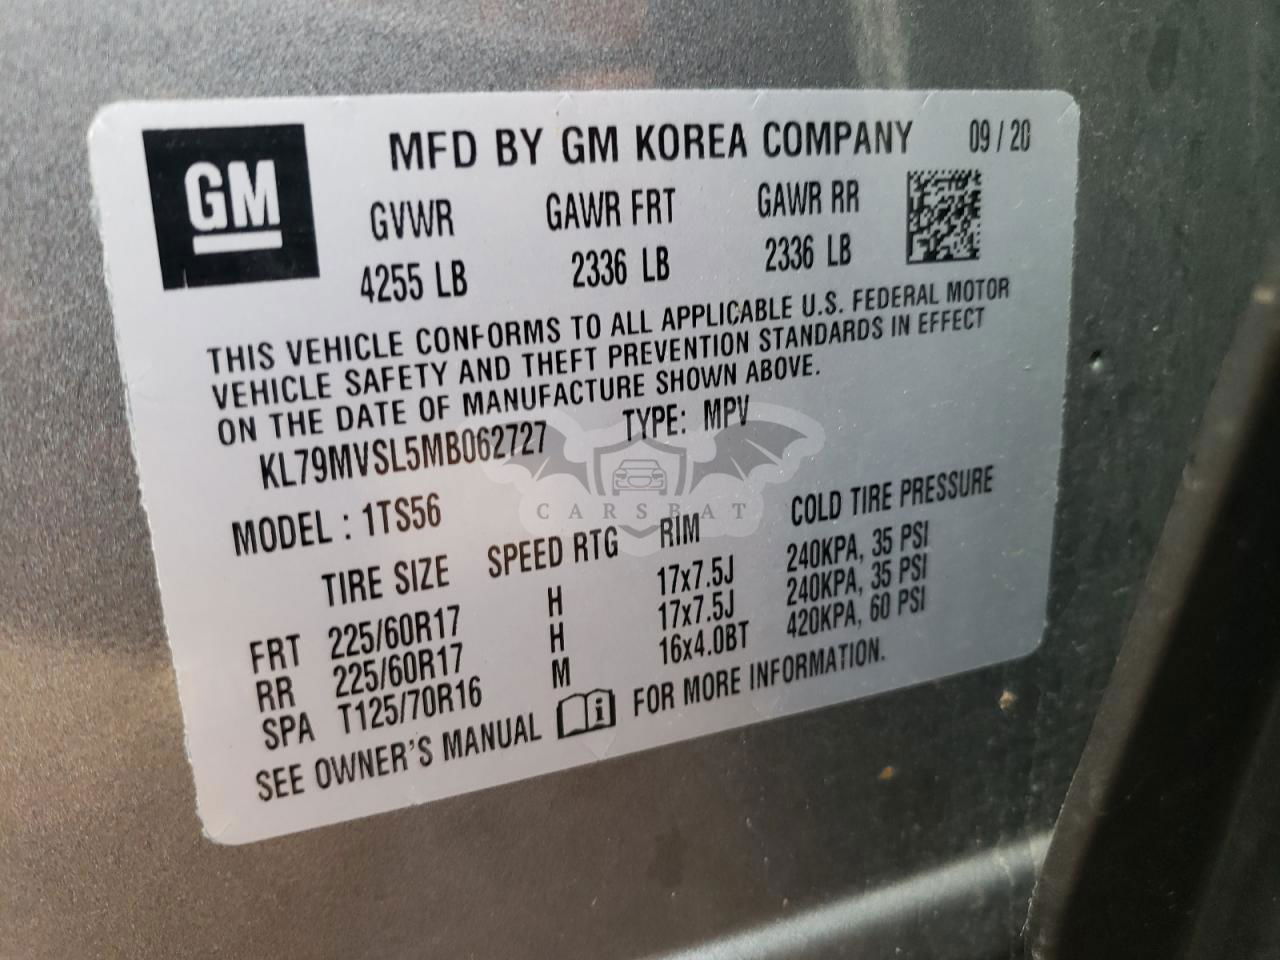 GM
MFD BY GM KOREA COMPANY 09/20
GVWR GAWR FRT GAWR RR
4255 LB 2336 LB 2336 LB
THIS VEHICLE CONFORMS TO ALL APPLICABLE U.S. FEDERAL MOTOR
VEHICLE SAFETY AND THEFT PREVENTION STANDARDS IN EFFECT
ON THE DATE OF MANUFACTURE SHOWN ABOVE.
KL79MVSL5MB062727 TYPE: MPV
CARSBAT
MODEL : 1TS56
TIRE SIZE SPEED RTG RIM COLD TIRE PRESSURE
FRT 225/60R17 H 17x7.5J 240KPA, 35 PSI
RR 225/60R17 H 17x7.5J 240KPA, 35 PSI
SPA T125/70R16 M 16x4.0BT 420KPA, 60 PSI
SEE OWNER'S MANUAL i FOR MORE INFORMATION.